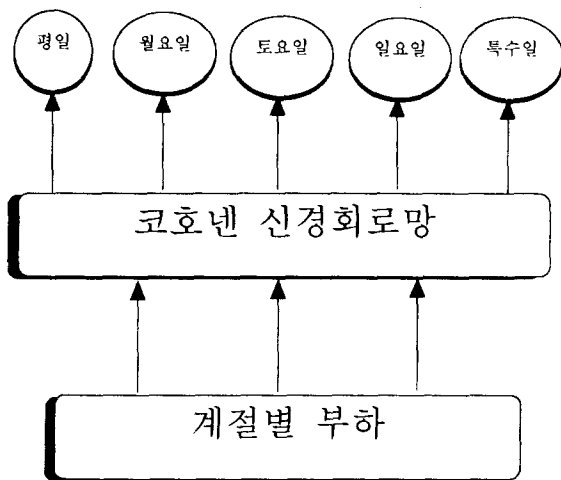 평일
월요일
토요일
일요일
특수일
코호넨 신경회로망
계절별 부하